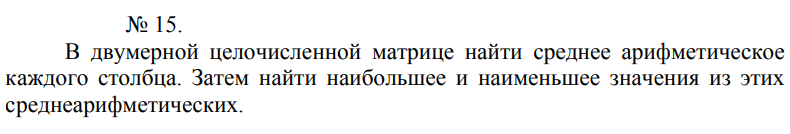 № 15.
В двумерной целочисленной матрице найти среднее арифметическое
каждого столбца. Затем найти наибольшее и наименьшее значения из этих
среднеарифметических.